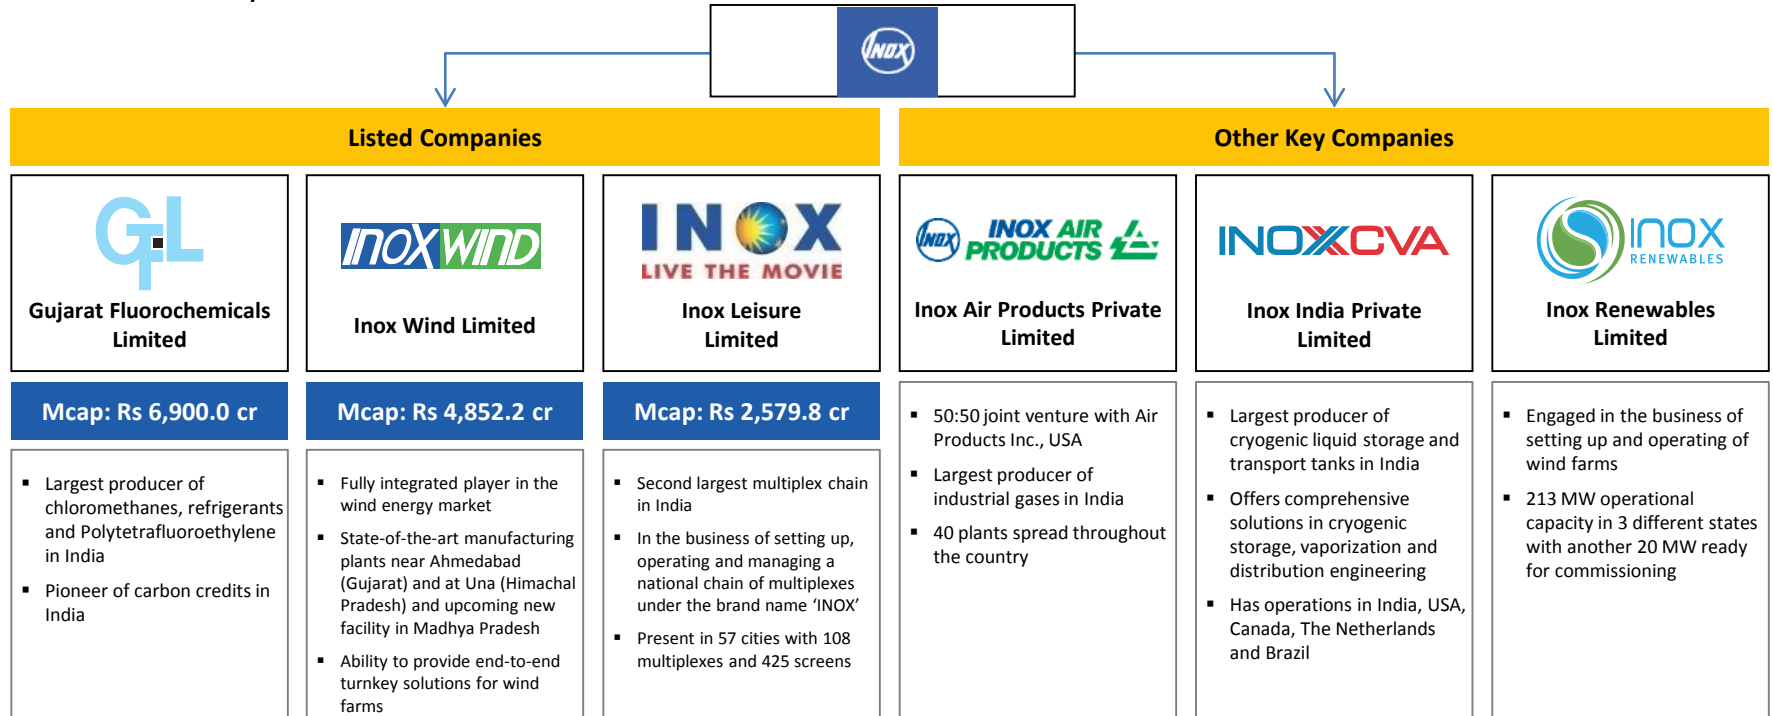 INOX
Listed Companies
Other Key Companies
GFL
Gujarat Fluorochemicals
Limited
INOXWIND
Inox Wind Limited
INOX
LIVE THE MOVIE
Inox Leisure
Limited
INOX
INOX AIR
PRODUCTS
Inox Air Products Private
Limited
INOXCVA
Inox India Private
Limited
INOX
RENEWABLES
Inox Renewables
Limited
Mcap: Rs 6,900.0 cr
Mcap: Rs 4,852.2 cr
Mcap: Rs 2,579.8 cr
▪ Largest producer of
chloromethanes, refrigerants
and Polytetrafluoroethylene
in India
▪ Pioneer of carbon credits in
India
▪ Fully integrated player in the
wind energy market
▪ State-of-the-art manufacturing
plants near Ahmedabad
(Gujarat) and at Una (Himachal
Pradesh) and upcoming new
facility in Madhya Pradesh
▪ Ability to provide end-to-end
turnkey solutions for wind
farms
▪ Second largest multiplex chain
in India
▪ In the business of setting up,
operating and managing a
national chain of multiplexes
under the brand name ‘INOX’
▪ Present in 57 cities with 108
multiplexes and 425 screens
▪ 50:50 joint venture with Air
Products Inc., USA
▪ Largest producer of
industrial gases in India
▪ 40 plants spread throughout
the country
▪ Largest producer of
cryogenic liquid storage and
transport tanks in India
▪ Offers comprehensive
solutions in cryogenic
storage, vaporization and
distribution engineering
▪ Has operations in India, USA,
Canada, The Netherlands
and Brazil
▪ Engaged in the business of
setting up and operating of
wind farms
▪ 213 MW operational
capacity in 3 different states
with another 20 MW ready
for commissioning